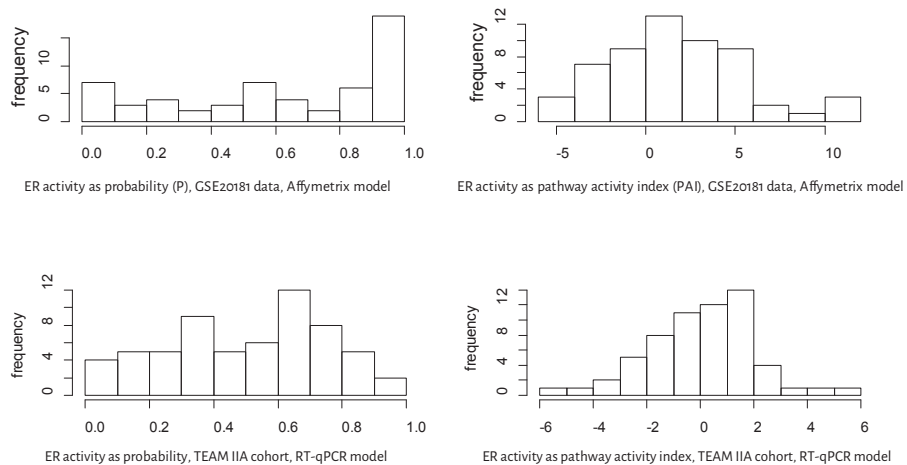 frequency
0 5 10
0.0 0.2 0.4 0.6 0.8 1.0
ER activity as probability (P), GSE20181 data, Affymetrix model
frequency
0 4 8 12
-5 0 5 10
ER activity as pathway activity index (PAI), GSE20181 data, Affymetrix model
frequency
0 4 8 12
0.0 0.2 0.4 0.6 0.8 1.0
ER activity as probability, TEAM IIA cohort, RT-qPCR model
frequency
0 4 8 12
-6 -4 -2 0 2 4 6
ER activity as pathway activity index, TEAM IIA cohort, RT-qPCR model